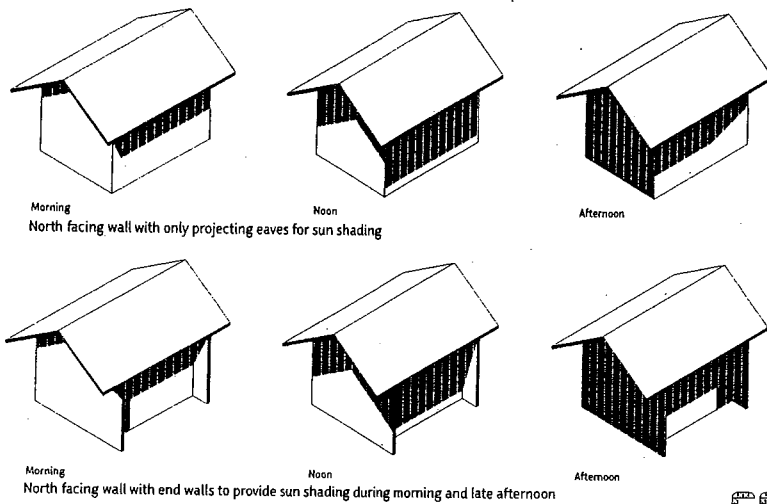 Morning
Noon
Afternoon
North facing wall with only projecting eaves for sun shading
Morning
Noon
Afternoon
North facing wall with end walls to provide sun shading during morning and late afternoon